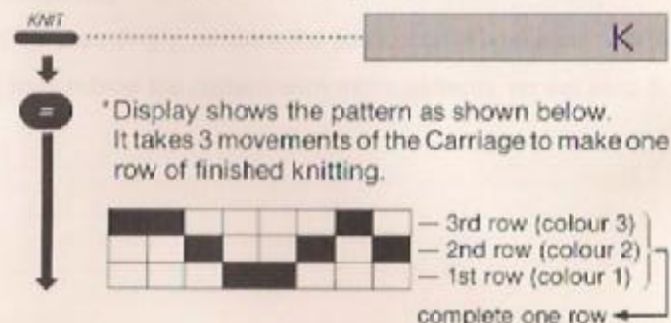 KNIT
K
=
*Display shows the pattern as shown below.
It takes 3 movements of the Carriage to make one
row of finished knitting.
— 3rd row (colour 3)
— 2nd row (colour 2)
— 1st row (colour 1)
complete one row